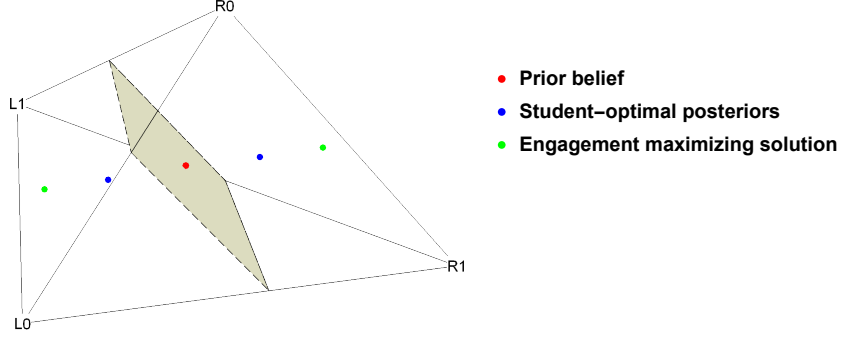 R0
L1
R1
L0
Prior belief
Student–optimal posteriors
Engagement maximizing solution